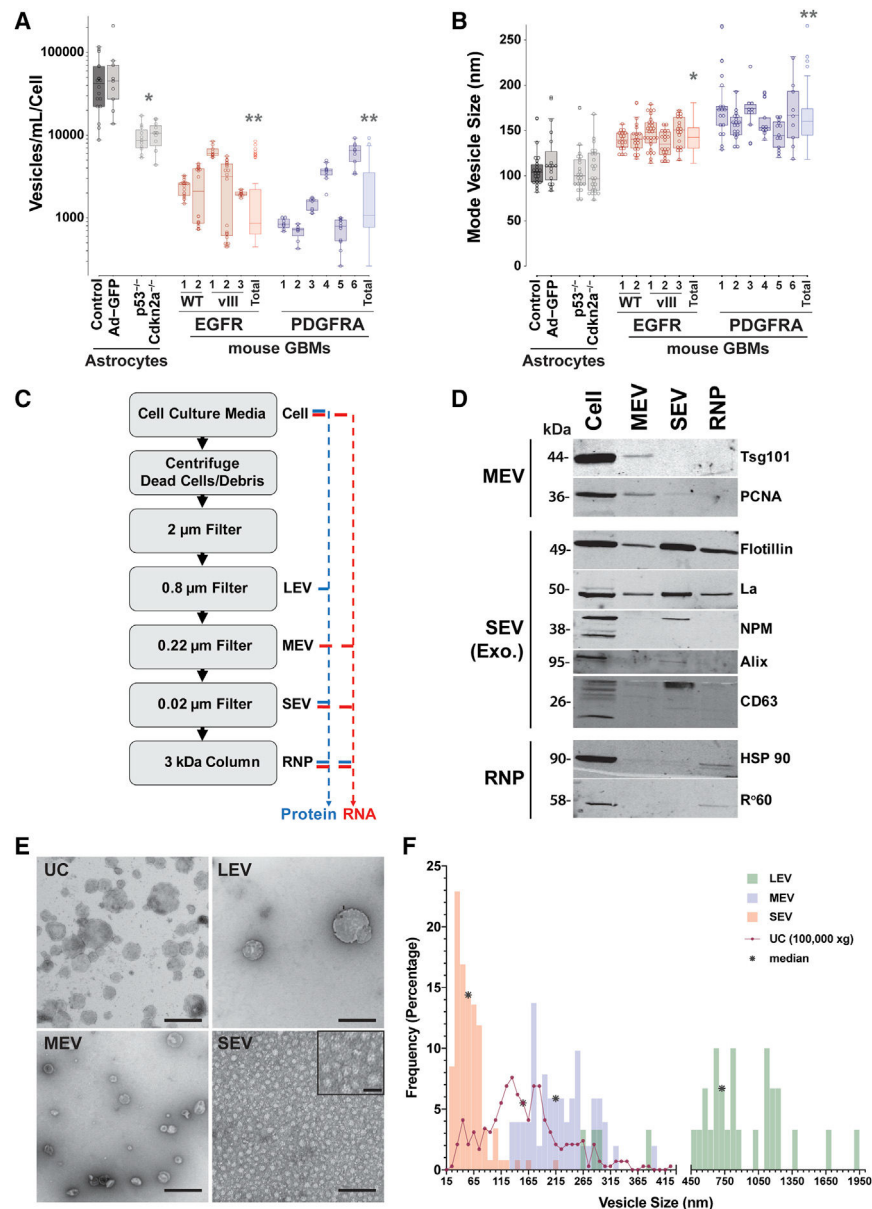 A
Vesicles/mL/Cell
100000
10000
1000
*
**
**
Control
Ad–GFP
p53⁻/⁻
Cdkn2a⁻/⁻
1 2 1 2 3 Total 1 2 3 4 5 6 Total
WT vIII
EGFR PDGFRA
Astrocytes
mouse GBMs
B
Mode Vesicle Size (nm)
250
200
150
100
50
0
*
**
Control
Ad–GFP
p53⁻/⁻
Cdkn2a⁻/⁻
1 2 1 2 3 Total 1 2 3 4 5 6 Total
WT vIII
EGFR PDGFRA
Astrocytes
mouse GBMs
C
Cell Culture Media Cell
Centrifuge
Dead Cells/Debris
2 µm Filter
0.8 µm Filter LEV
0.22 µm Filter MEV
0.02 µm Filter SEV
3 kDa Column RNP
Protein RNA
D
Cell MEV SEV RNP
kDa
MEV
44- Tsg101
36- PCNA
SEV
(Exo.)
49- Flotillin
50- La
38- NPM
95- Alix
26- CD63
RNP
90- HSP 90
58- Rº60
E
UC LEV
MEV SEV
F
Frequency (Percentage)
25
20
15
10
5
0
LEV
MEV
SEV
UC (100,000 xg)
* median
15 65 115 165 215 265 315 365 415 450 750 1050 1350 1650 1950
Vesicle Size (nm)